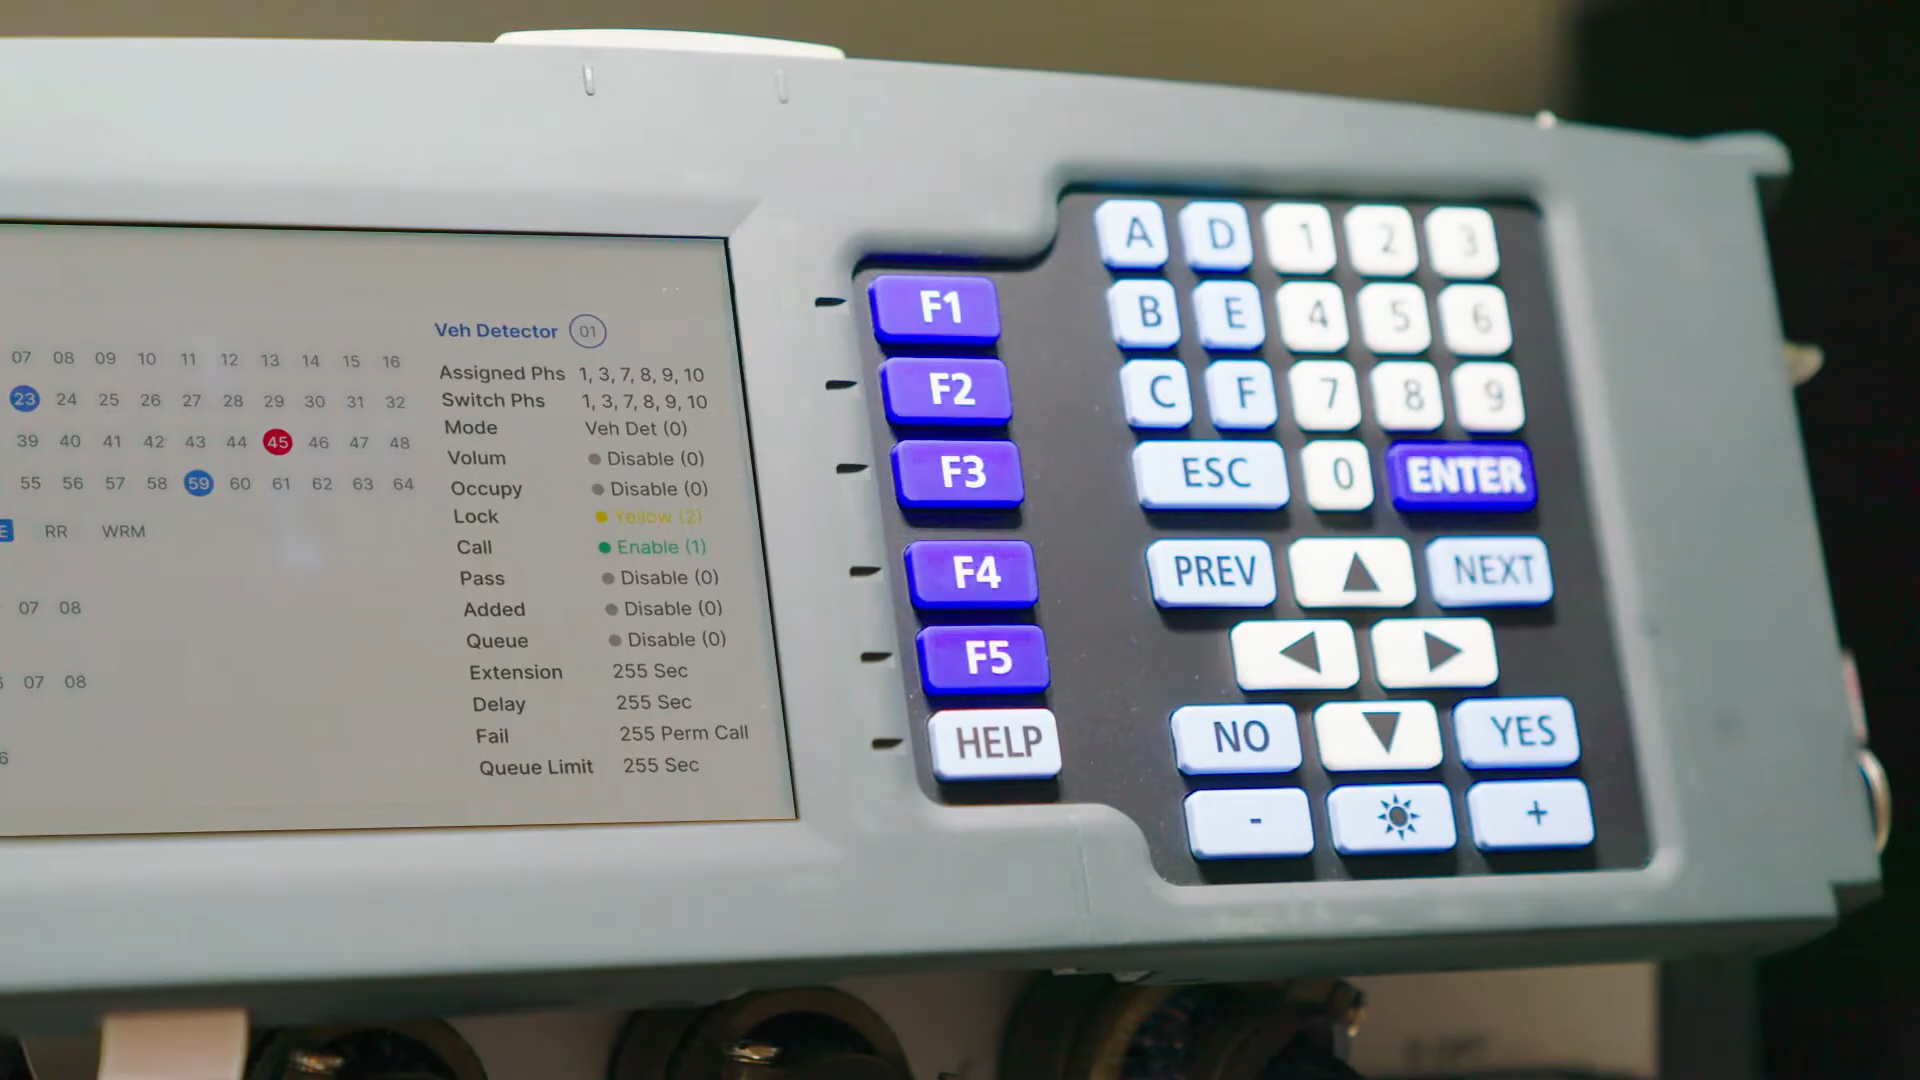 Veh Detector 01
07 08 09 10 11 12 13 14 15 16
23 24 25 26 27 28 29 30 31 32
39 40 41 42 43 44 45 46 47 48
55 56 57 58 59 60 61 62 63 64
E RR WRM
07 08
07 08
6
Assigned Phs 1, 3, 7, 8, 9, 10
Switch Phs 1, 3, 7, 8, 9, 10
Mode Veh Det (0)
Volum Disable (0)
Occupy Disable (0)
Lock Yellow (2)
Call Enable (1)
Pass Disable (0)
Added Disable (0)
Queue Disable (0)
Extension 255 Sec
Delay 255 Sec
Fail 255 Perm Call
Queue Limit 255 Sec
F1
F2
F3
F4
F5
HELP
A D 1 2 3
B E 4 5 6
C F 7 8 9
ESC 0 ENTER
PREV ▲ NEXT
◀ ▶
NO ▼ YES
- +